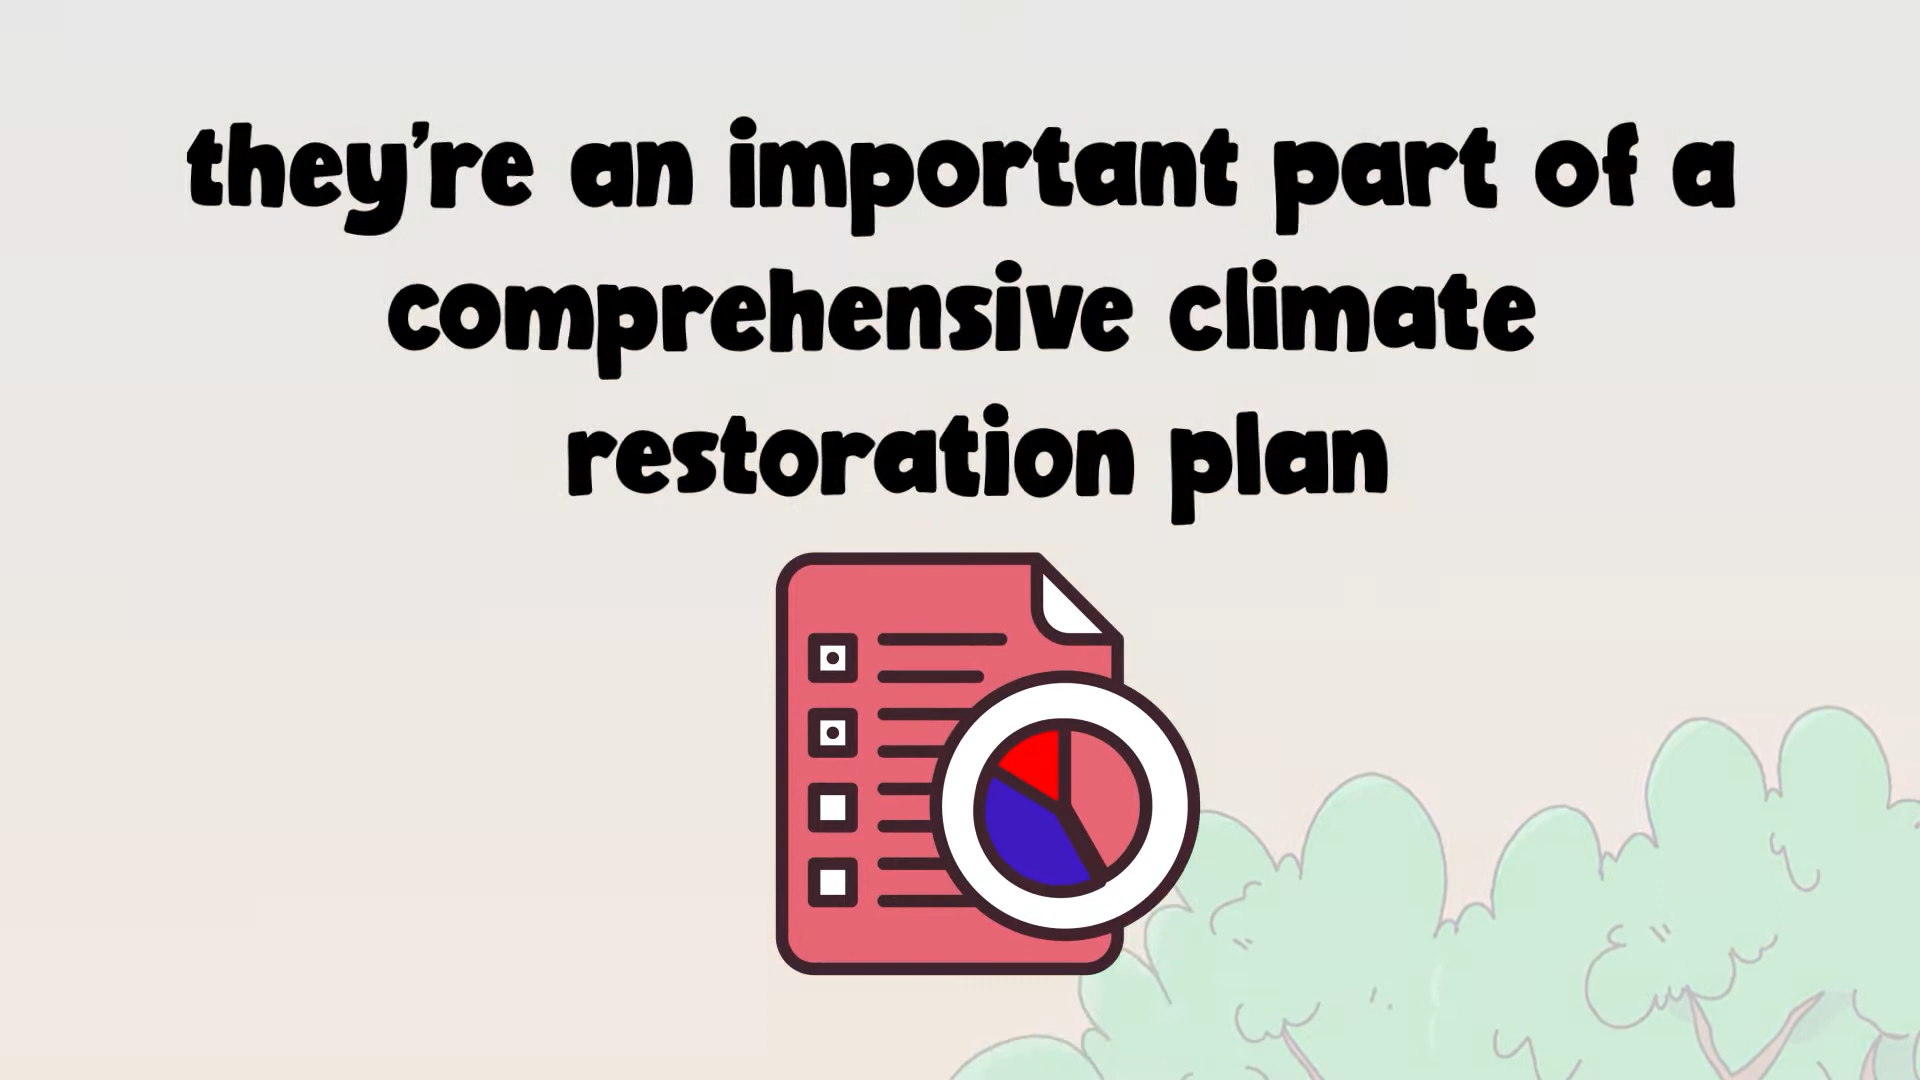 they're an important part of a
comprehensive climate
restoration plan